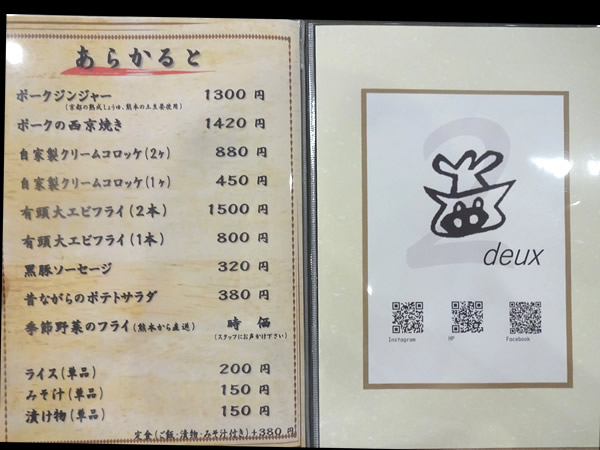 あらかると
ポークジンジャー 1300 円
(京都の熟成しょうゆ、熊本の土生姜使用)
ポークの西京焼き 1420 円
自家製クリームコロッケ(2ヶ) 880 円
自家製クリームコロッケ(1ヶ) 450 円
有頭大エビフライ(2本) 1500 円
有頭大エビフライ(1本) 800 円
黒豚ソーセージ 320 円
昔ながらのポテトサラダ 380 円
季節野菜のフライ(熊本から直送) 時 価
(スタッフにお声かけ下さい)
ライス(単品) 200 円
みそ汁(単品) 150 円
漬け物(単品) 150 円
定食(ご飯・漬物・みそ汁付き)+380 円
2
deux
Instagram HP Facebook